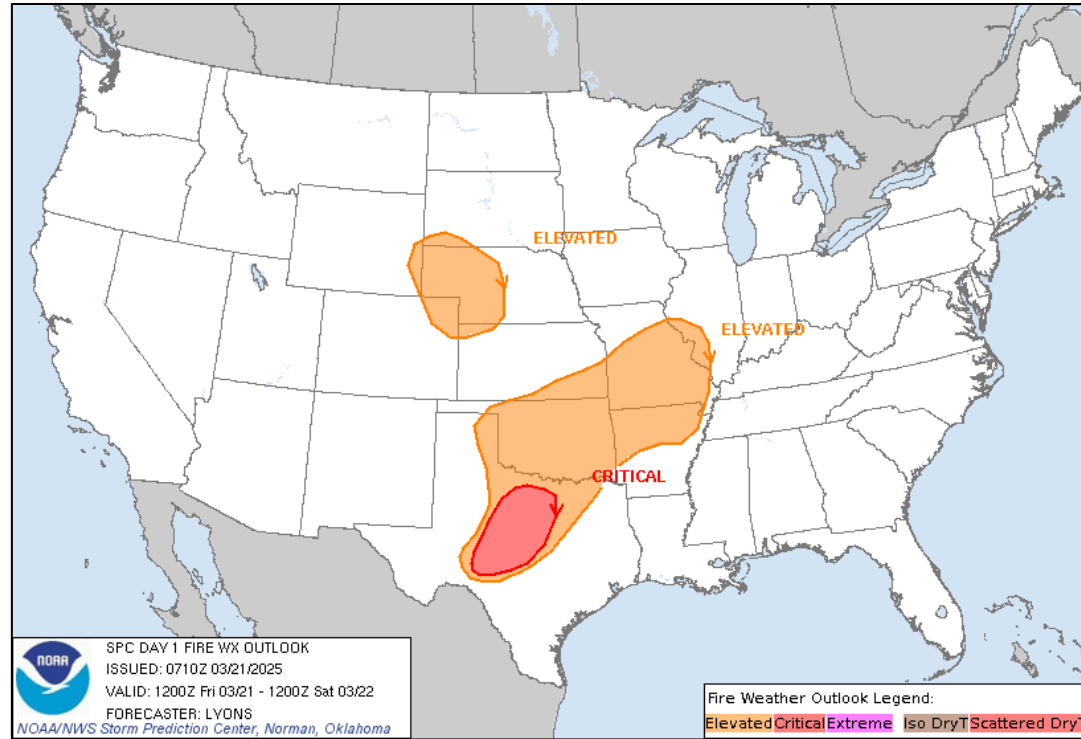 ELEVATED
ELEVATED
CRITICAL
NOAA
SPC DAY 1 FIRE WX OUTLOOK
ISSUED: 0710Z 03/21/2025
VALID: 1200Z Fri 03/21 - 1200Z Sat 03/22
FORECASTER: LYONS
NOAA/NWS Storm Prediction Center, Norman, Oklahoma
Fire Weather Outlook Legend:
Elevated Critical Extreme Iso DryT Scattered DryT